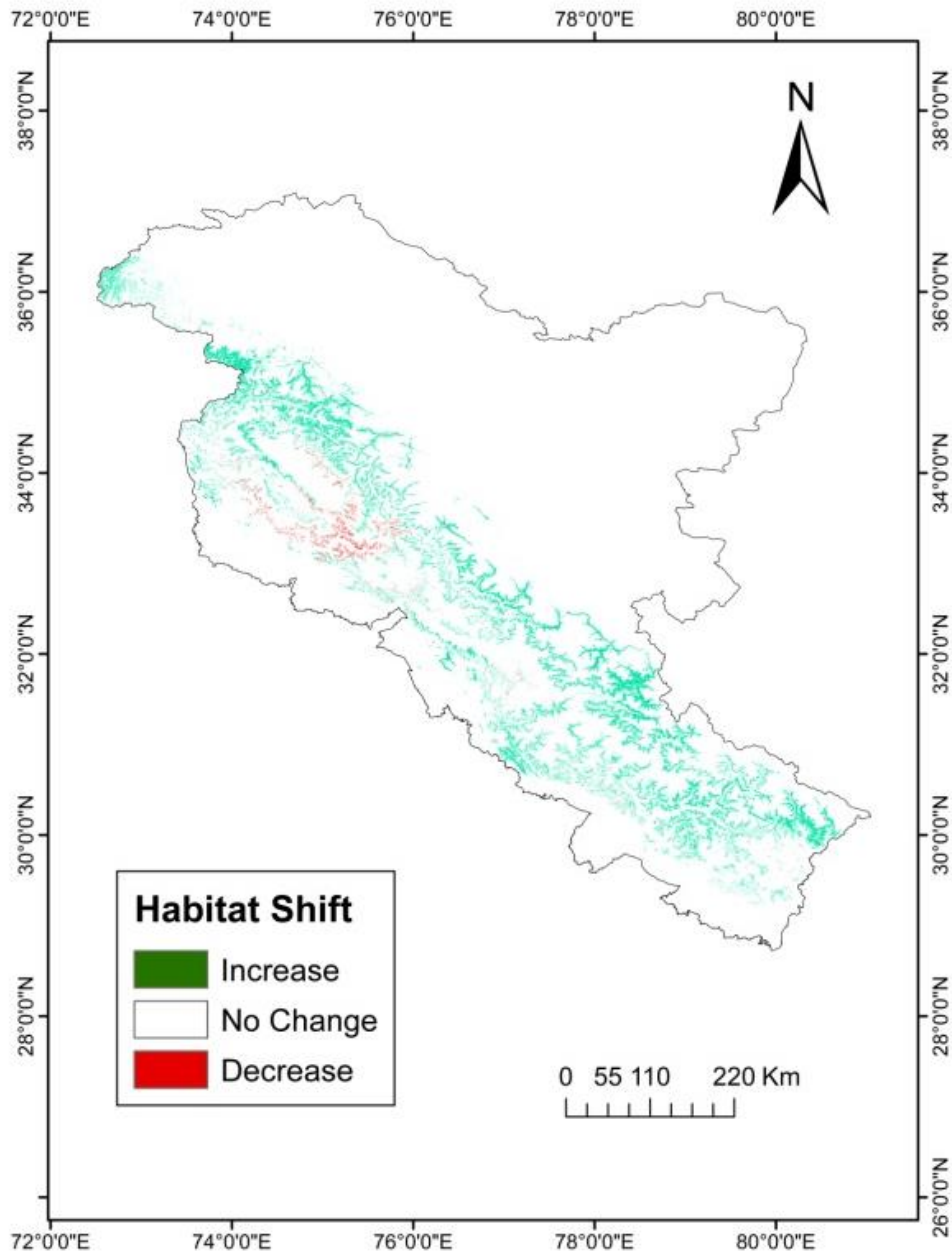 72°0'0"E 74°0'0"E 76°0'0"E 78°0'0"E 80°0'0"E
N
38°0'0"N 38°0'0"N
36°0'0"N 36°0'0"N
34°0'0"N 34°0'0"N
32°0'0"N 32°0'0"N
30°0'0"N 30°0'0"N
Habitat Shift
Increase
No Change
Decrease
28°0'0"N 28°0'0"N
0 55 110 220 Km
26°0'0"N
72°0'0"E 74°0'0"E 76°0'0"E 78°0'0"E 80°0'0"E